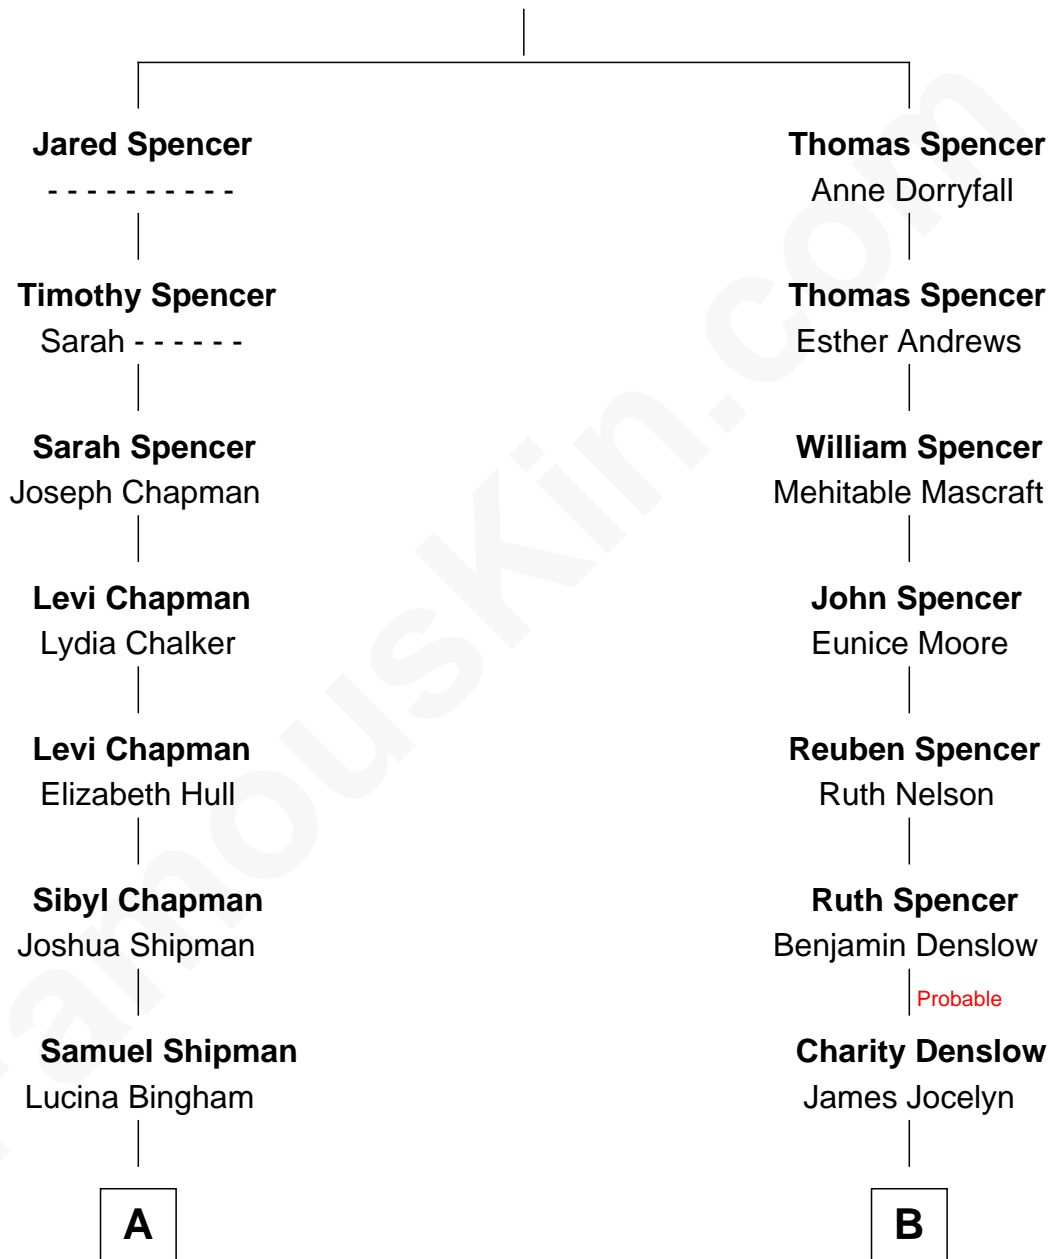 Jared Spencer
- - - - - - - - - -
Thomas Spencer
Anne Dorryfall
Timothy Spencer
Sarah - - - - - -
Thomas Spencer
Esther Andrews
Sarah Spencer
Joseph Chapman
William Spencer
Mehitable Mascraft
Levi Chapman
Lydia Chalker
John Spencer
Eunice Moore
Levi Chapman
Elizabeth Hull
Reuben Spencer
Ruth Nelson
Sibyl Chapman
Joshua Shipman
Ruth Spencer
Benjamin Denslow
Probable
Samuel Shipman
Lucina Bingham
Charity Denslow
James Jocelyn
A
B
FamousKin.com